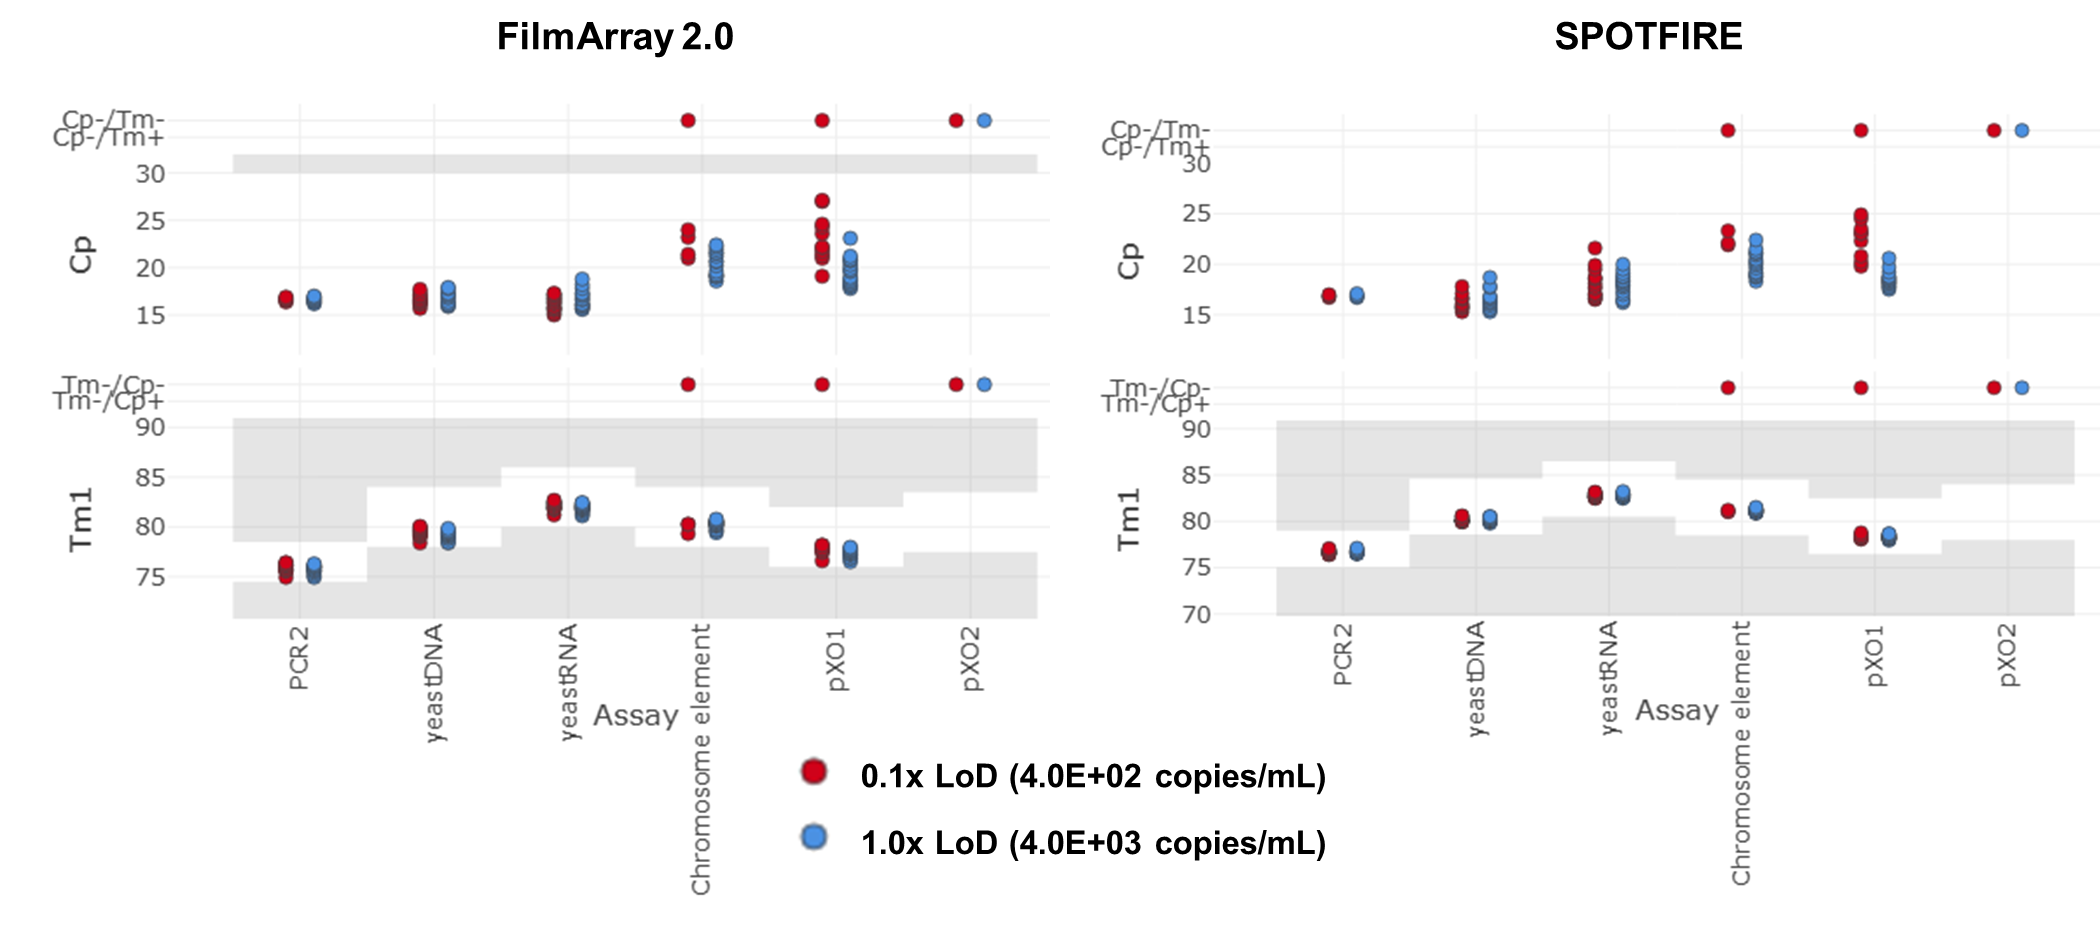 FilmArray 2.0
Cp-/Tm-
Cp-/Tm+
30
25
20
15
Cp
Tm-/Cp-
Tm-/Cp+
90
85
80
75
Tm1
PCR2
yeastDNA
yeastRNA
Chromosome element
pXO1
pXO2
Assay
SPOTFIRE
Cp-/Tm-
Cp-/Tm+
30
25
20
15
Cp
Tm-/Cp-
Tm-/Cp+
90
85
80
75
70
Tm1
PCR2
yeastDNA
yeastRNA
Chromosome element
pXO1
pXO2
Assay
0.1x LoD (4.0E+02 copies/mL)
1.0x LoD (4.0E+03 copies/mL)